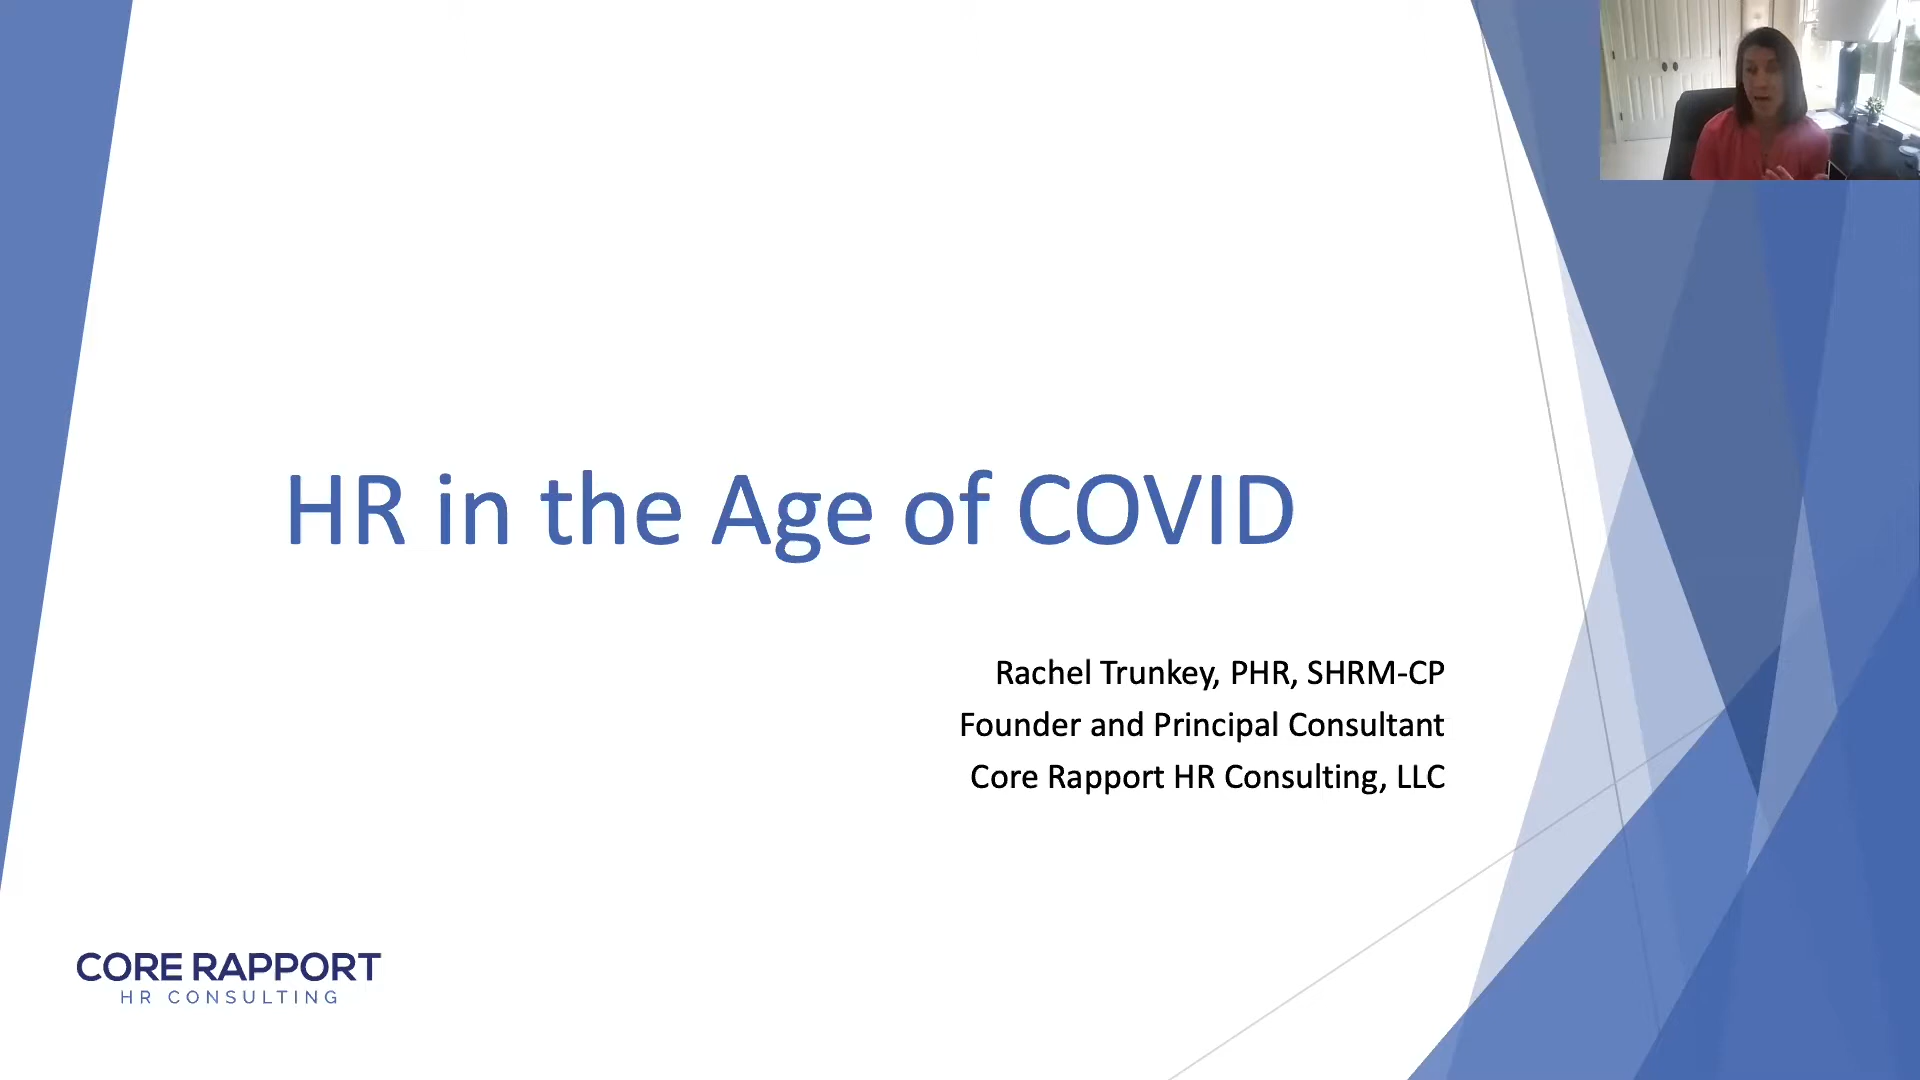 HR in the Age of COVID
Rachel Trunkey, PHR, SHRM-CP
Founder and Principal Consultant
Core Rapport HR Consulting, LLC
CORE RAPPORT
HR CONSULTING